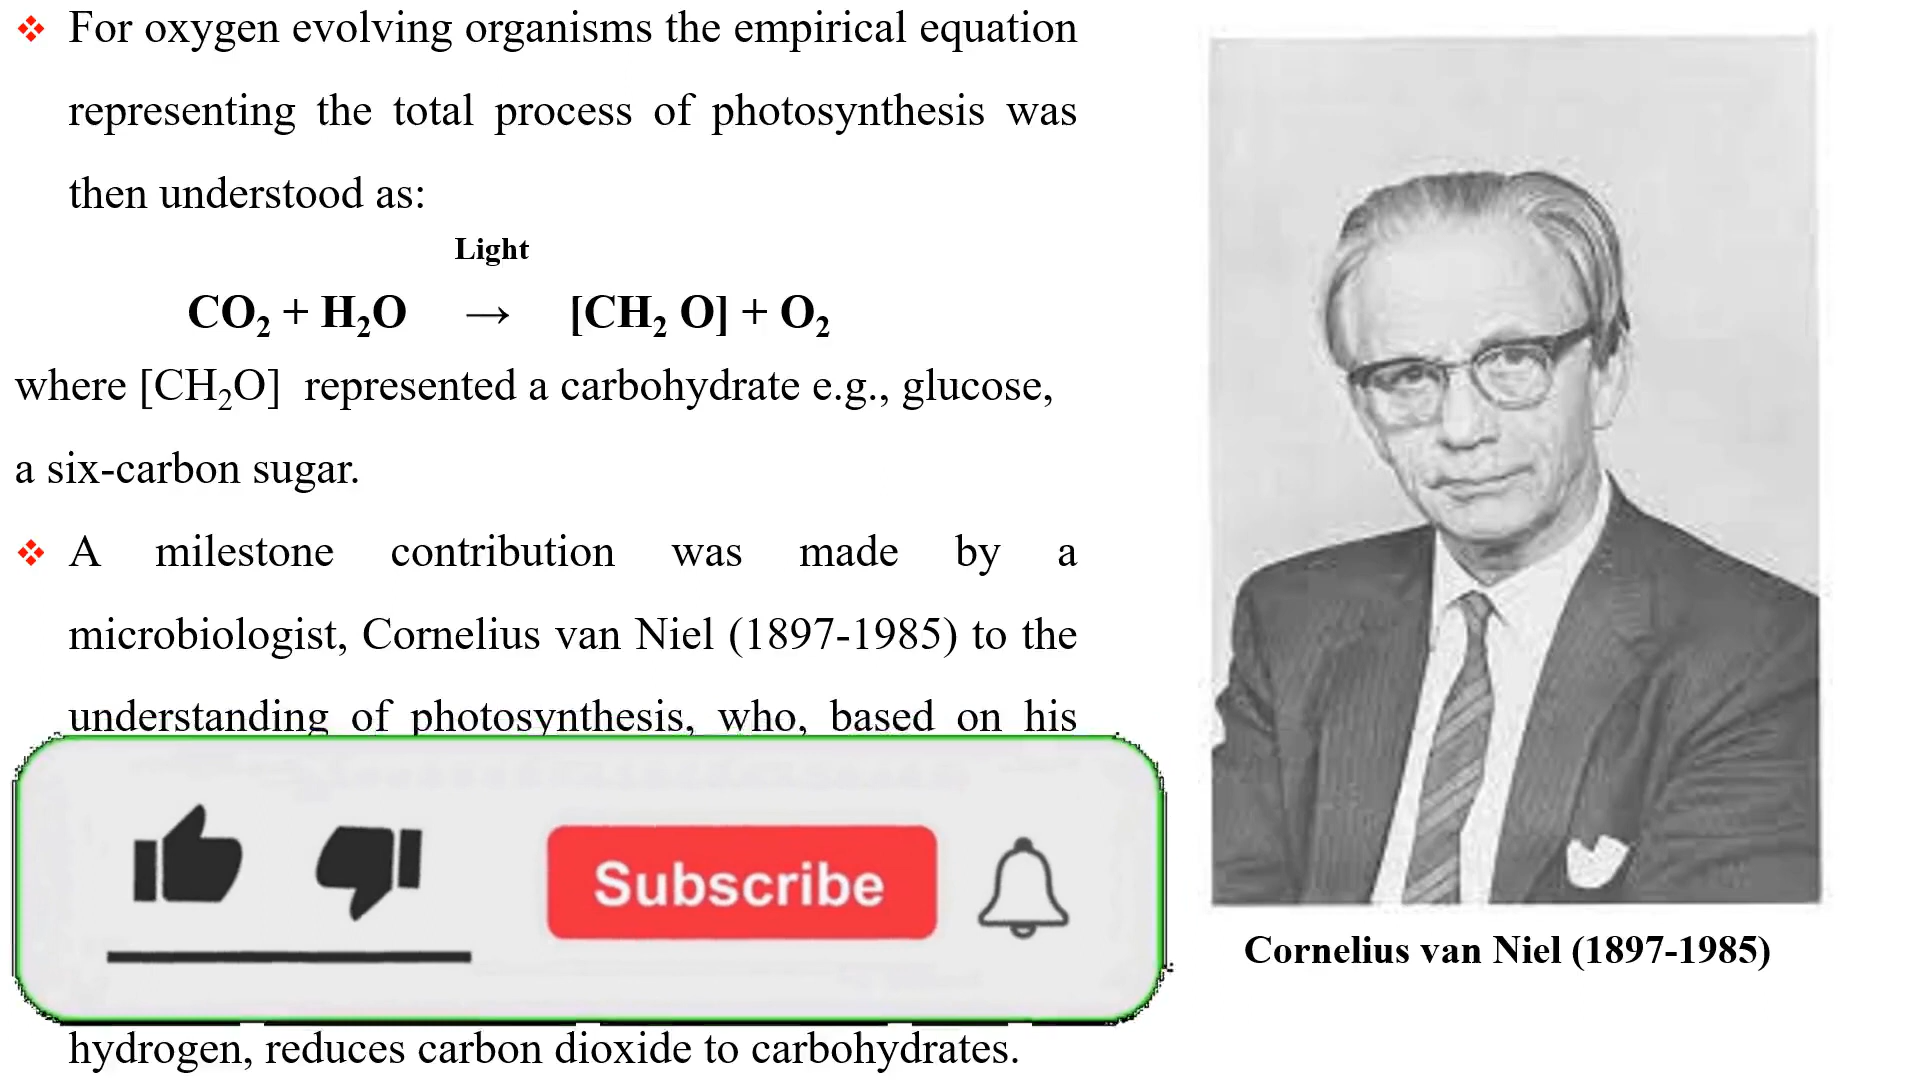 For oxygen evolving organisms the empirical equation
representing the total process of photosynthesis was
then understood as:
Light
CO₂ + H₂O → [CH₂ O] + O₂
where [CH₂O] represented a carbohydrate e.g., glucose,
a six-carbon sugar.
A milestone contribution was made by a
microbiologist, Cornelius van Niel (1897-1985) to the
understanding of photosynthesis, who, based on his
Subscribe
hydrogen, reduces carbon dioxide to carbohydrates.
Cornelius van Niel (1897-1985)